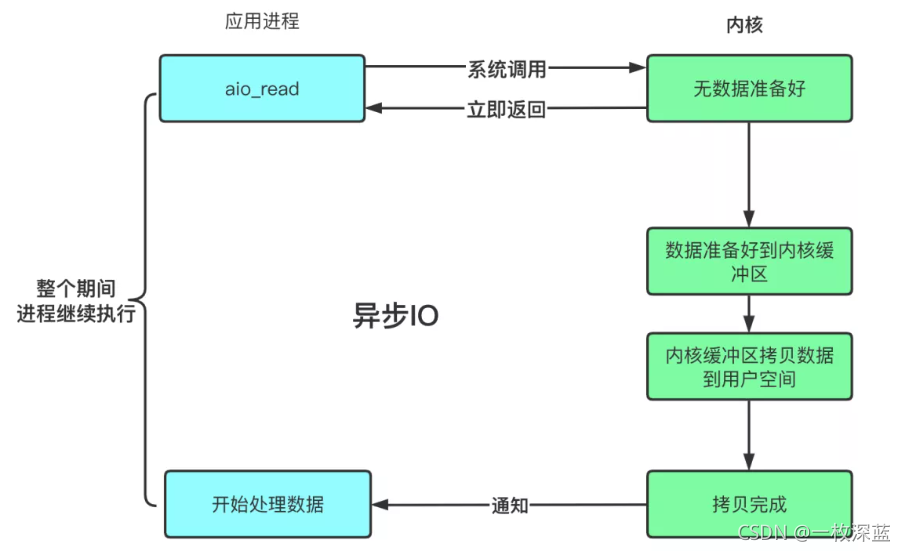 应用进程
内核
aio_read
系统调用
无数据准备好
立即返回
数据准备好到内核缓
冲区
整个期间
进程继续执行
异步IO
内核缓冲区拷贝数据
到用户空间
开始处理数据
通知
拷贝完成
CSDN @一枚深蓝